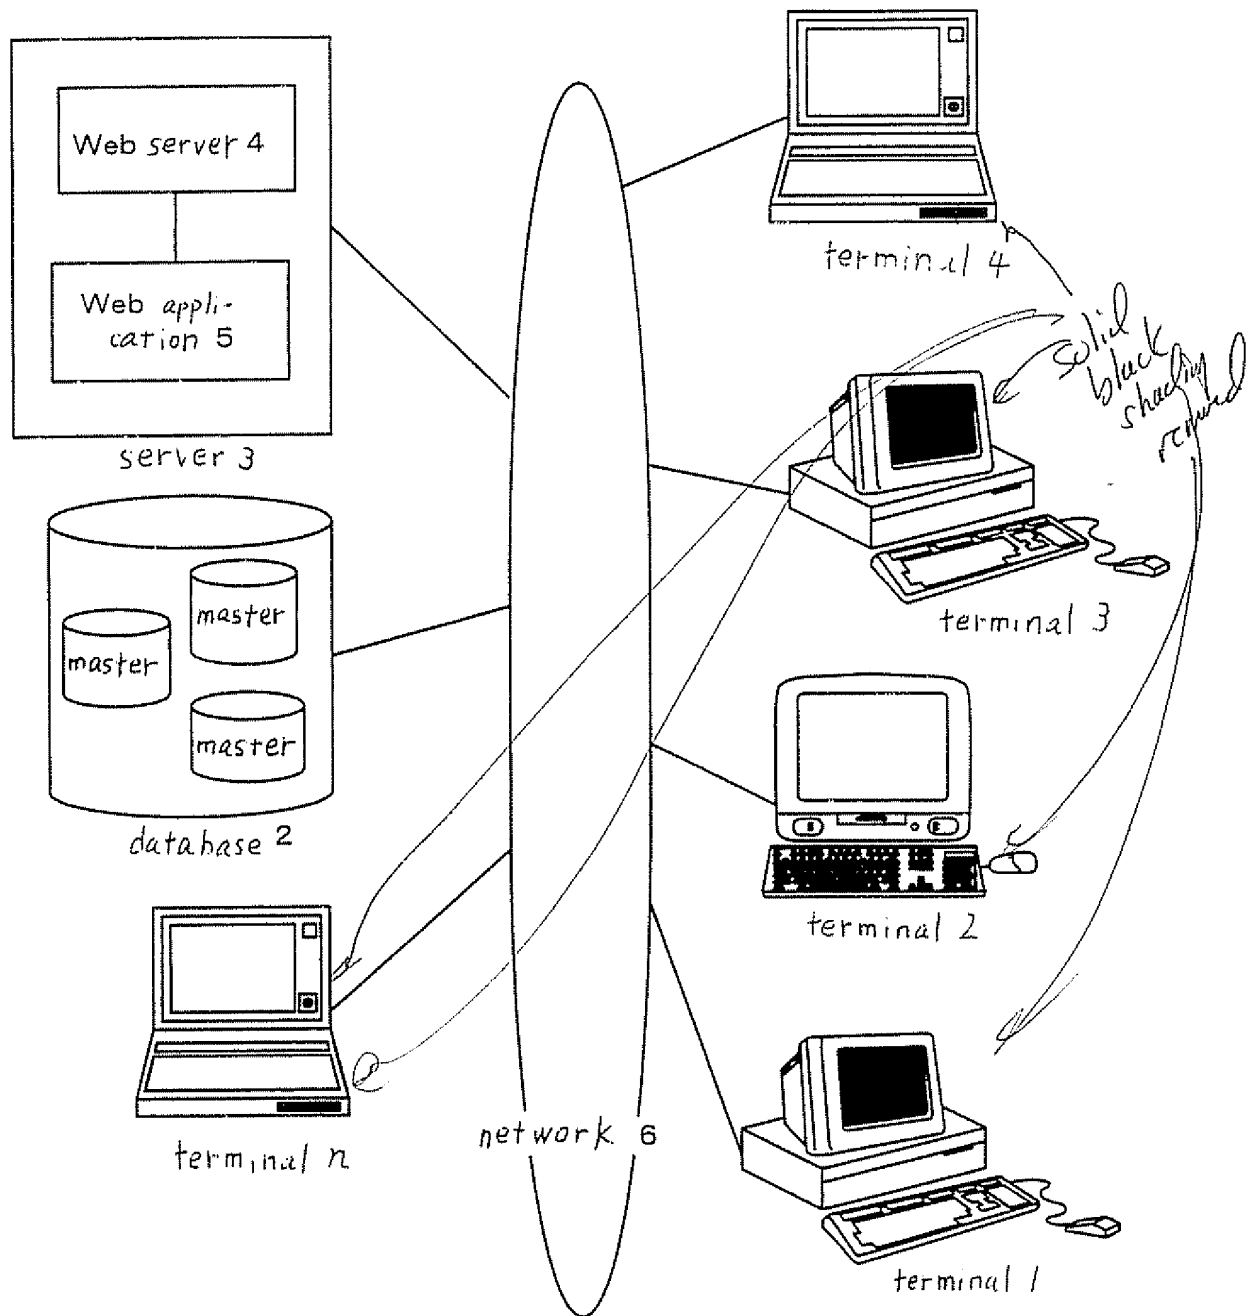 Web server 4
Web appli-
cation 5
server 3
master
master
master
database 2
terminal n
network 6
terminal 4
solid
black
shading
terminal 3
terminal 2
terminal 1